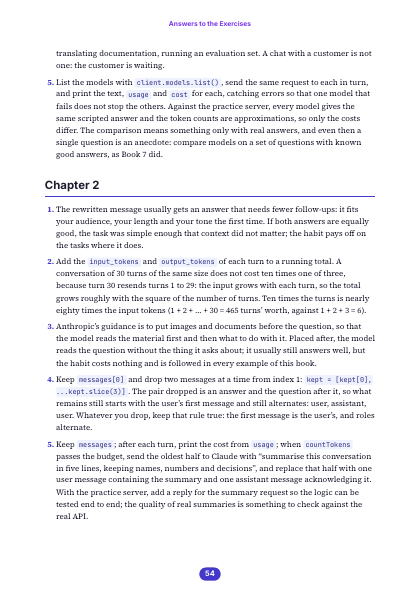 Answers to the Exercises
translating documentation, running an evaluation set. A chat with a customer is not
one: the customer is waiting.
5. List the models with client.models.list(), send the same request to each in turn,
and print the text, usage and cost for each, catching errors so that one model that
fails does not stop the others. Against the practice server, every model gives the
same scripted answer and the token counts are approximations, so only the costs
differ. The comparison means something only with real answers, and even then a
single question is an anecdote: compare models on a set of questions with known
good answers, as Book 7 did.
Chapter 2
1. The rewritten message usually gets an answer that needs fewer follow-ups: it fits
your audience, your length and your tone the first time. If both answers are equally
good, the task was simple enough that context did not matter; the habit pays off on
the tasks where it does.
2. Add the input_tokens and output_tokens of each turn to a running total. A
conversation of 30 turns of the same size does not cost ten times one of three,
because turn 30 resends turns 1 to 29: the input grows with each turn, so the total
grows roughly with the square of the number of turns. Ten times the turns is nearly
eighty times the input tokens (1 + 2 + … + 30 = 465 turns’ worth, against 1 + 2 + 3 = 6).
3. Anthropic’s guidance is to put images and documents before the question, so that
the model reads the material first and then what to do with it. Placed after, the model
reads the question without the thing it asks about; it usually still answers well, but
the habit costs nothing and is followed in every example of this book.
4. Keep messages[0] and drop two messages at a time from index 1: kept = [kept[0],
...kept.slice(3)]. The pair dropped is an answer and the question after it, so what
remains still starts with the user’s first message and still alternates: user, assistant,
user. Whatever you drop, keep that rule true: the first message is the user’s, and roles
alternate.
5. Keep messages; after each turn, print the cost from usage; when countTokens
passes the budget, send the oldest half to Claude with “summarise this conversation
in five lines, keeping names, numbers and decisions”, and replace that half with one
user message containing the summary and one assistant message acknowledging it.
With the practice server, add a reply for the summary request so the logic can be
tested end to end; the quality of real summaries is something to check against the
real API.
54